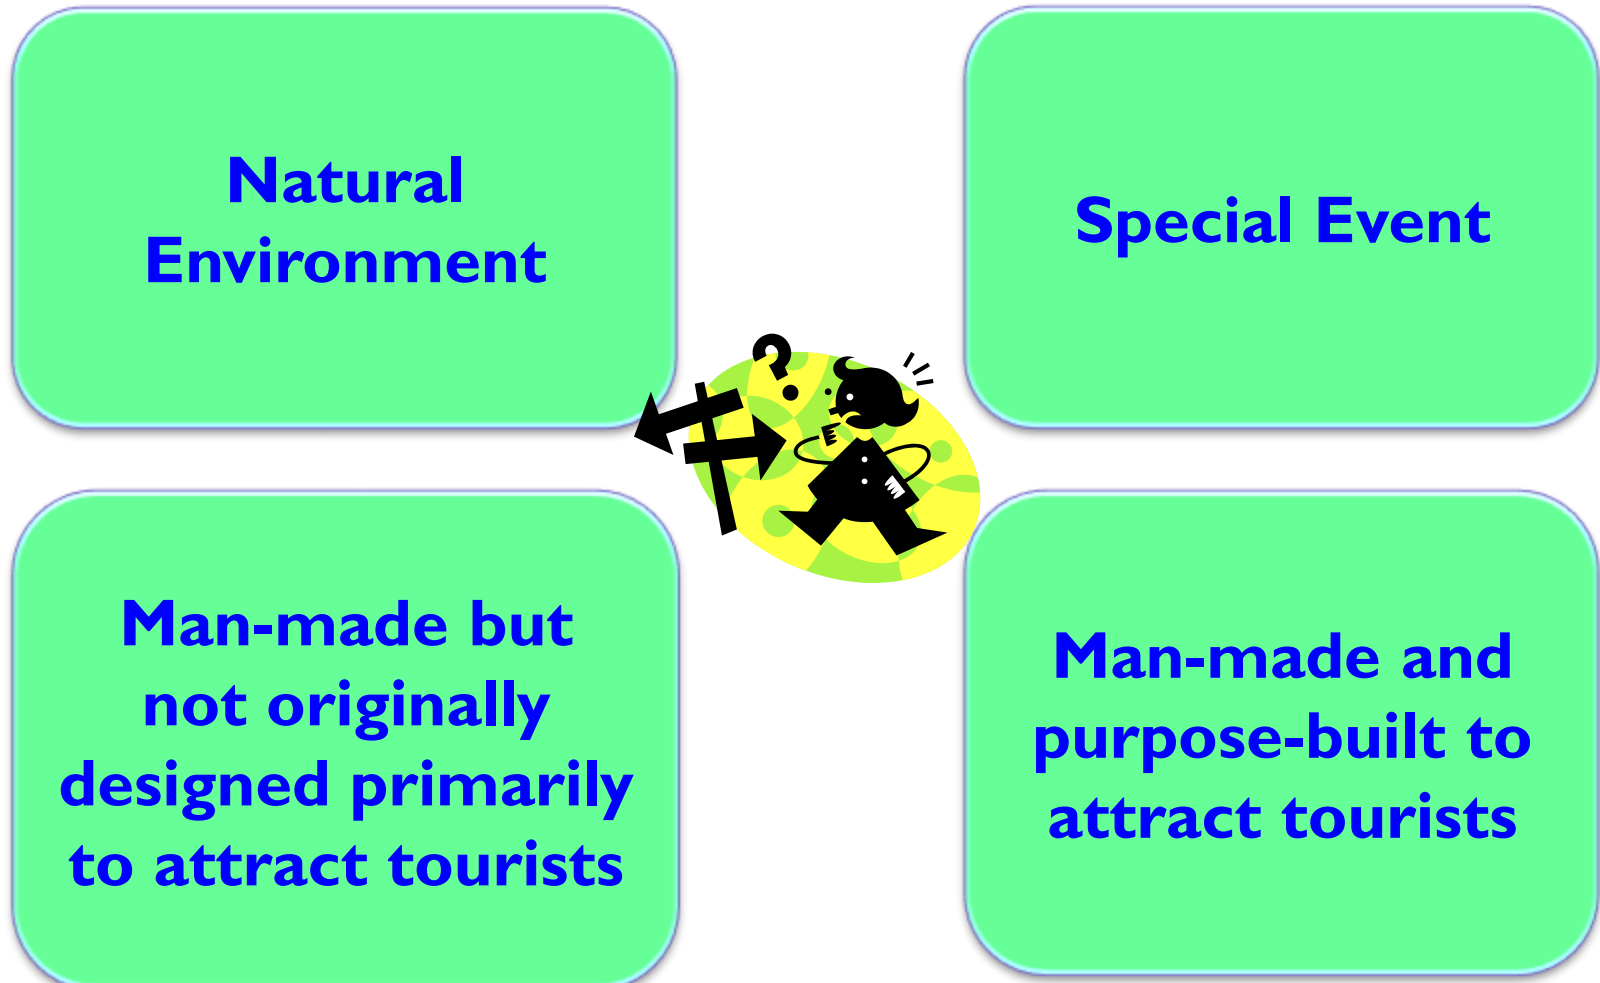 Natural
Environment
Special Event
?
Man-made but
not originally
designed primarily
to attract tourists
Man-made and
purpose-built to
attract tourists